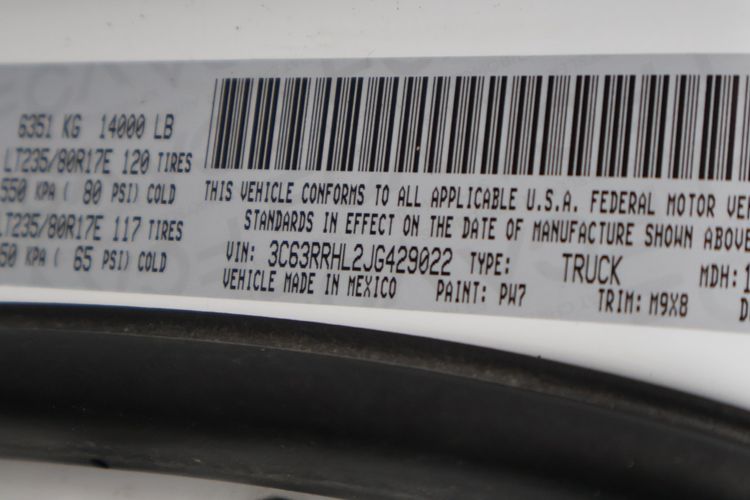 6351 KG 14000 LB
LT235/80R17E 120 TIRES
550 KPA ( 80 PSI) COLD
LT235/80R17E 117 TIRES
50 KPA ( 65 PSI) COLD
THIS VEHICLE CONFORMS TO ALL APPLICABLE U.S.A. FEDERAL MOTOR VE
STANDARDS IN EFFECT ON THE DATE OF MANUFACTURE SHOWN ABOVE
VIN: 3C63RRHL2JG429022 TYPE: TRUCK MDH: 1
VEHICLE MADE IN MEXICO PAINT: PW7 TRIM: M9X8